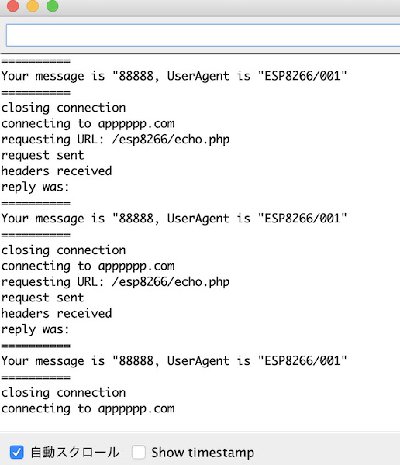 ==========
Your message is "88888, UserAgent is "ESP8266/001"
==========
closing connection
connecting to apppppp.com
requesting URL: /esp8266/echo.php
request sent
headers received
reply was:
==========
Your message is "88888, UserAgent is "ESP8266/001"
==========
closing connection
connecting to apppppp.com
requesting URL: /esp8266/echo.php
request sent
headers received
reply was:
==========
Your message is "88888, UserAgent is "ESP8266/001"
==========
closing connection
connecting to apppppp.com
自動スクロール Show timestamp